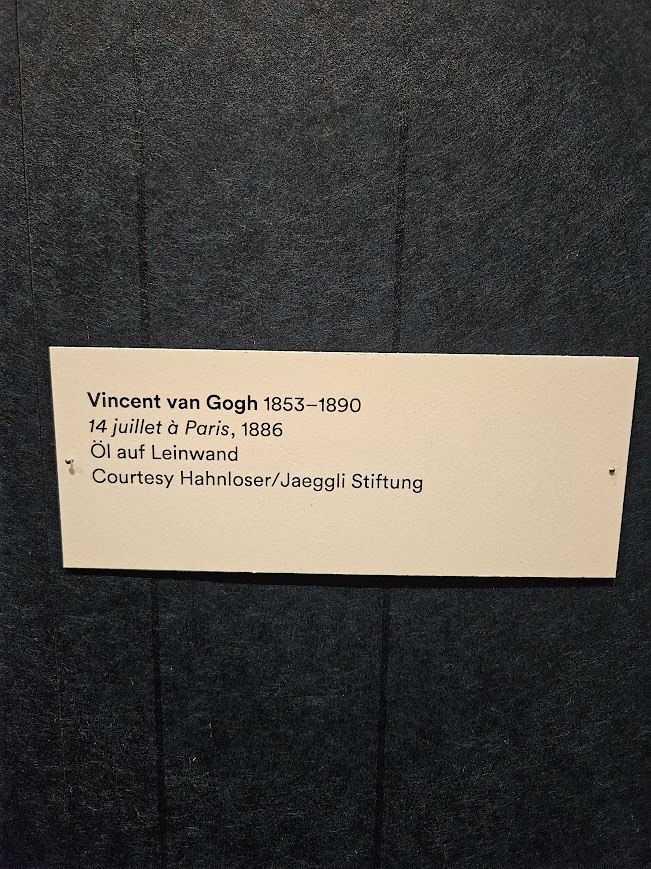 Vincent van Gogh 1853–1890
14 juillet à Paris, 1886
Öl auf Leinwand
Courtesy Hahnloser/Jaeggli Stiftung